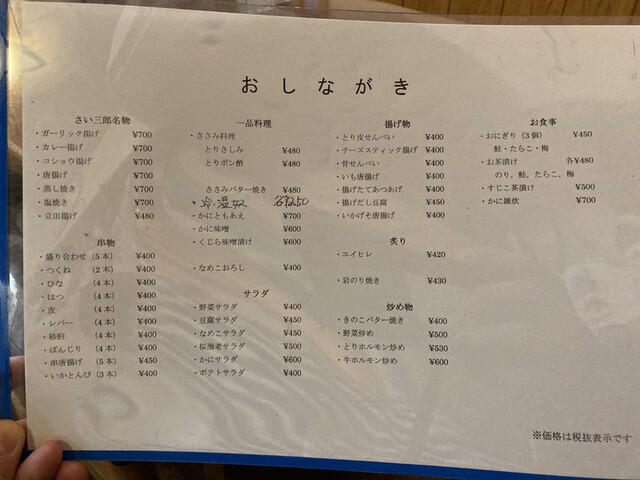 おしながき
さい三郎名物
・ガーリック揚げ ¥700
・カレー揚げ ¥700
・コショウ揚げ ¥700
・唐揚げ ¥700
・蒸し焼き ¥700
・塩焼き ¥700
・立田揚げ ¥480
串物
・盛り合わせ (5本) ¥400
・つくね (2本) ¥400
・ひな (4本) ¥400
・はつ (4本) ¥400
・皮 (4本) ¥400
・レバー (4本) ¥400
・砂肝 (4本) ¥400
・ぼんじり (4本) ¥400
・串唐揚げ (5本) ¥450
・いかとんび (3本) ¥400
一品料理
・ささみ料理
とりさしみ ¥480
とりポン酢 ¥480
ささみバター焼き ¥480
・冷・温奴
・かにともあえ ¥700
・かに味噌 ¥600
・くじら味噌漬け ¥600
・なめこおろし ¥400
サラダ
・野菜サラダ ¥400
・豆腐サラダ ¥450
・なめこサラダ ¥450
・桜海老サラダ ¥500
・かにサラダ ¥600
・ポテトサラダ ¥400
揚げ物
・とり皮せんべい ¥400
・チーズスティック揚げ ¥400
・骨せんべい ¥400
・いも唐揚げ ¥400
・揚げたてあつあげ ¥400
・揚げだし豆腐 ¥450
・いかげそ唐揚げ ¥400
炙り
・エイヒレ ¥420
・岩のり焼き ¥430
炒め物
・きのこバター焼き ¥400
・野菜炒め ¥500
・とりホルモン炒め ¥530
・牛ホルモン炒め ¥600
お食事
・おにぎり (3個) ¥450
鮭・たらこ・梅
・お茶漬け 各¥480
のり、鮭、たらこ、梅
・すじこ茶漬け ¥500
・かに雑炊 ¥700
※価格は税抜表示です